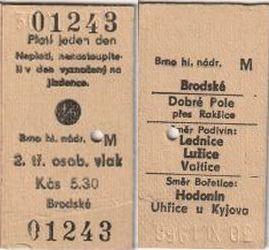 01243
Platí jeden den
Neplatí, nenastoupíte-
li v den vyznačený na
jízdence.
Brno hl. nádr. M
2. tř. osob. vlak
Kčs 5.30
Brodské
01243
Brno hl. nádr. M
Brodské
Dobré Pole
přes Rakšice
Směr Podivín:
Lednice
Lužice
Valtice
Směr Bořetice:
Hodonín
Uhřice u Kyjova